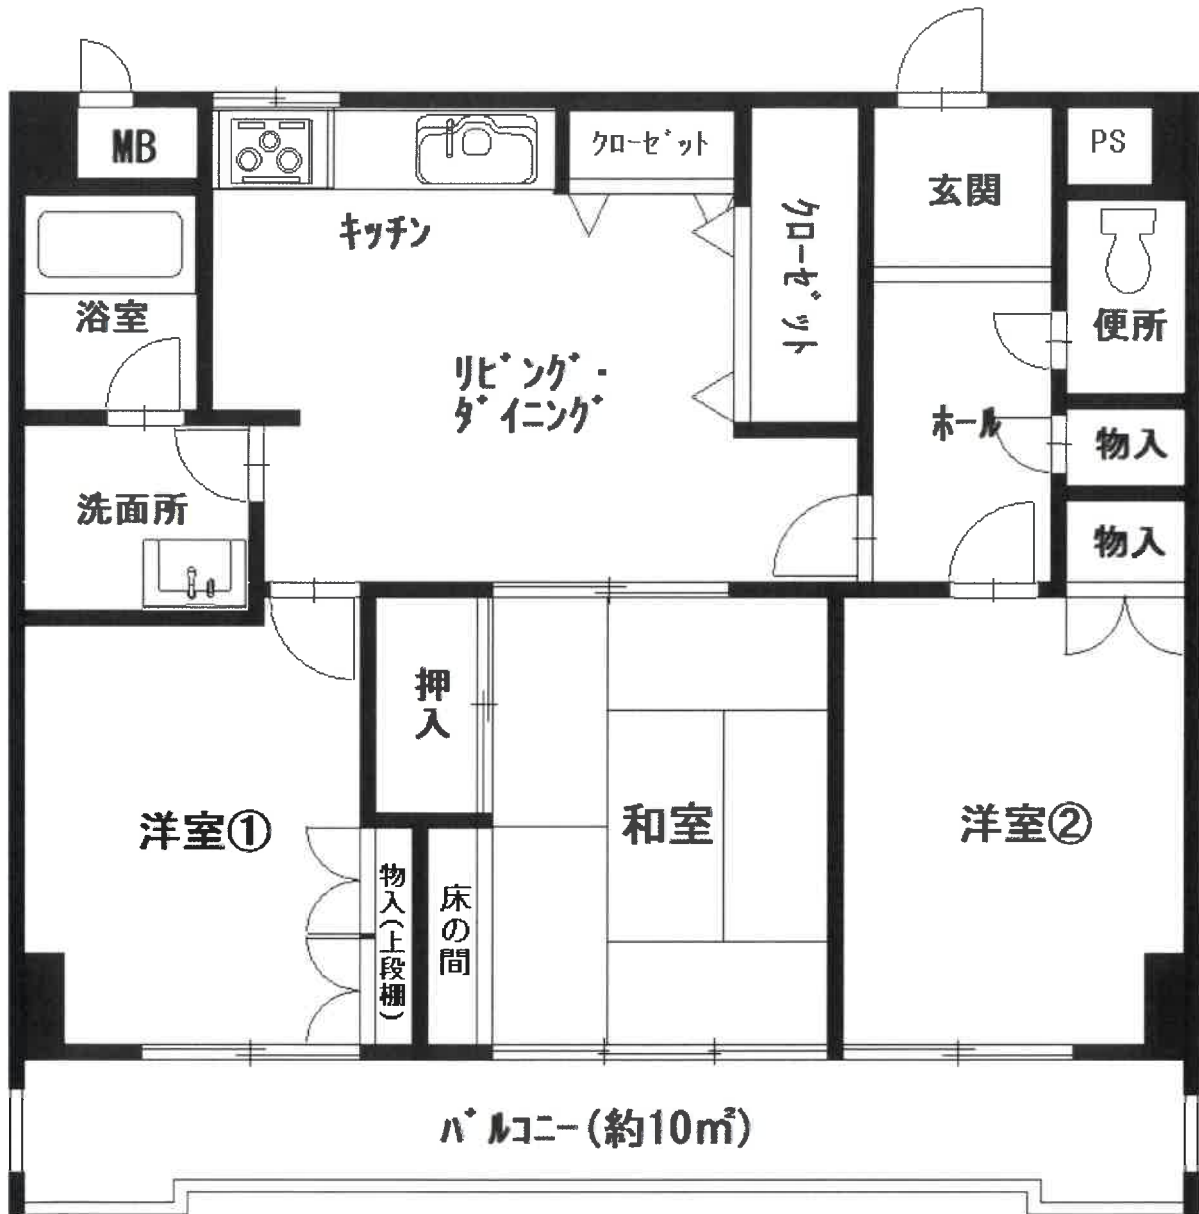 MB
クローゼット
PS
玄関
キッチン
クローゼット
浴室
便所
リビング・
ダイニング
ホール
物入
洗面所
物入
押入
洋室①
和室
洋室②
物入(上段棚)
床の間
バルコニー(約10㎡)